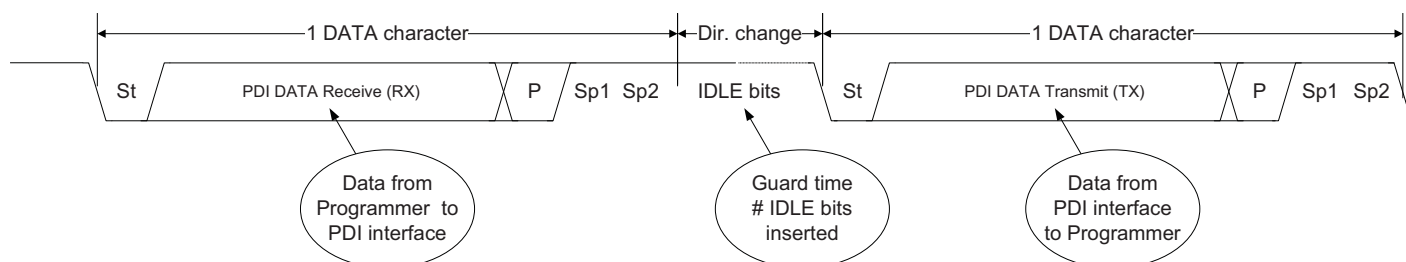 1 DATA character Dir. change 1 DATA character
St PDI DATA Receive (RX) P Sp1 Sp2 IDLE bits St PDI DATA Transmit (TX) P Sp1 Sp2
Data from
Programmer to
PDI interface
Guard time
# IDLE bits
inserted
Data from
PDI interface
to Programmer